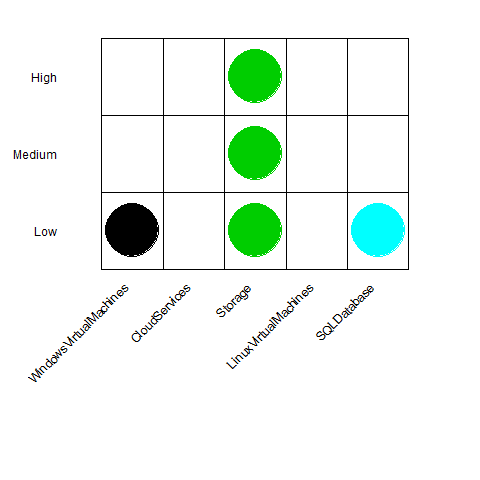 High
Medium
Low
WindowsVirtualMachines
CloudServices
Storage
LinuxVirtualMachines
SQLDatabase